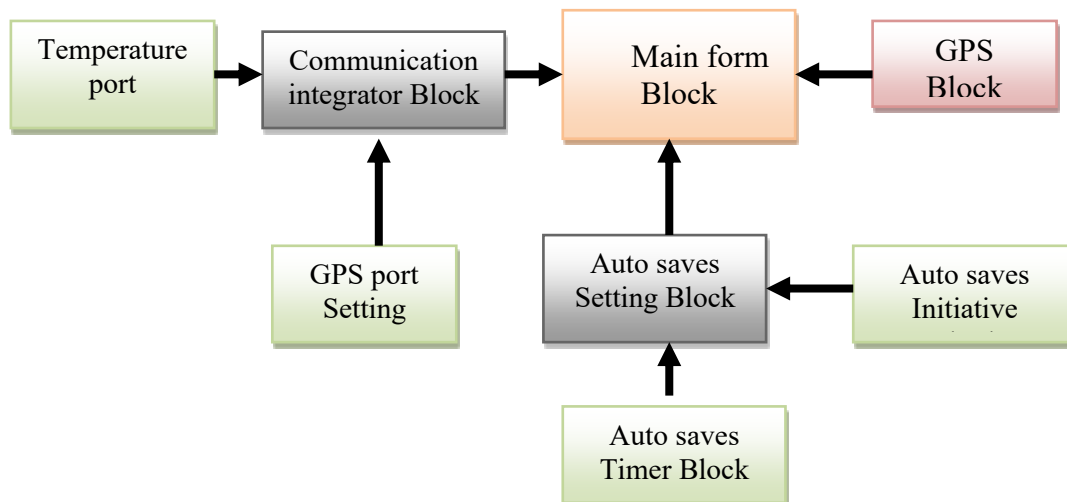 Temperature
port
Communication
integrator Block
Main form
Block
GPS
Block
GPS port
Setting
Auto saves
Setting Block
Auto saves
Initiative
Auto saves
Timer Block